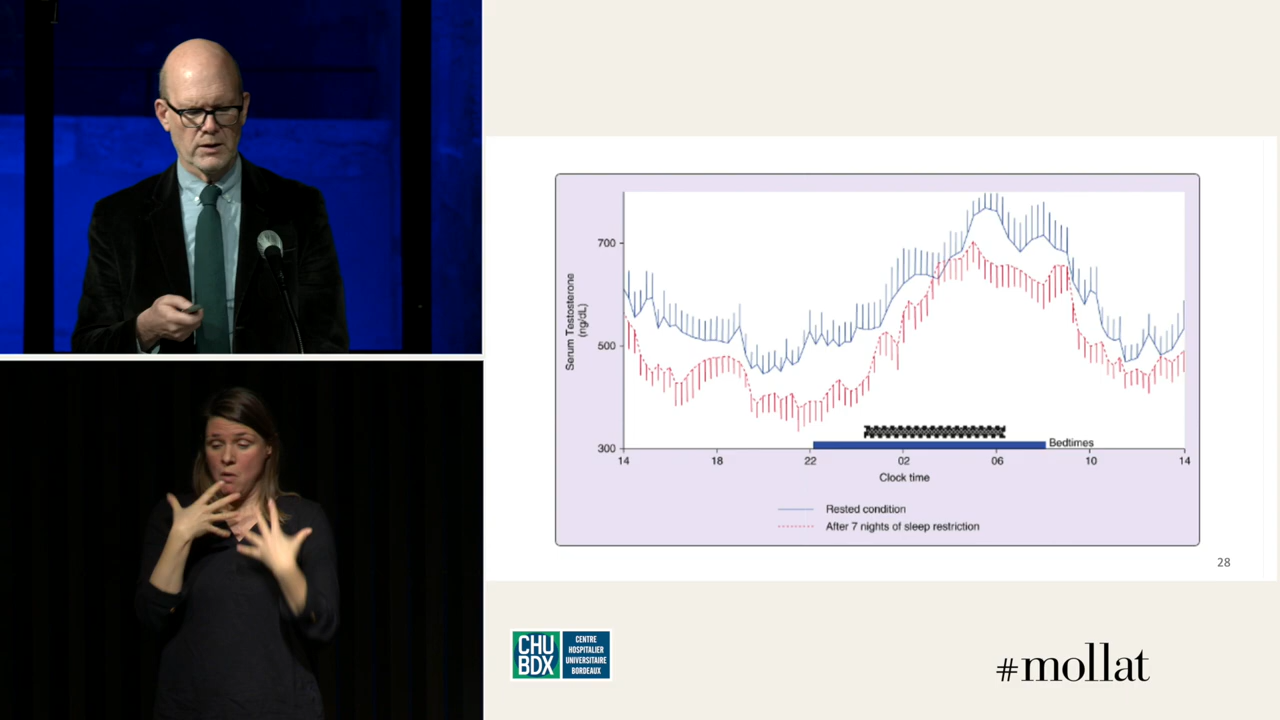 700
500
300
Serum Testosterone
(ng/dL)
Bedtimes
14 18 22 02 06 10 14
Clock time
Rested condition
After 7 nights of sleep restriction
28
CHU
BDX
CENTRE
HOSPITALIER
UNIVERSITAIRE
BORDEAUX
#mollat